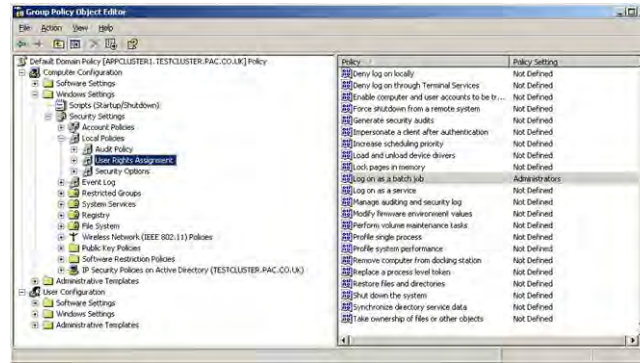 Group Policy Object Editor
File Action View Help
Default Domain Policy [APPCLUSTER1.TESTCLUSTER.PAC.CO.UK] Policy
Computer Configuration
Software Settings
Windows Settings
Scripts (Startup/Shutdown)
Security Settings
Account Policies
Local Policies
Audit Policy
User Rights Assignment
Security Options
Event Log
Restricted Groups
System Services
Registry
File System
Wireless Network (IEEE 802.11) Policies
Public Key Policies
Software Restriction Policies
IP Security Policies on Active Directory (TESTCLUSTER.PAC.CO.UK)
Administrative Templates
User Configuration
Software Settings
Windows Settings
Administrative Templates
Policy Policy Setting
Deny log on locally Not Defined
Deny log on through Terminal Services Not Defined
Enable computer and user accounts to be tr... Not Defined
Force shutdown from a remote system Not Defined
Generate security audits Not Defined
Impersonate a client after authentication Not Defined
Increase scheduling priority Not Defined
Load and unload device drivers Not Defined
Lock pages in memory Not Defined
Log on as a batch job Administrators
Log on as a service Not Defined
Manage auditing and security log Not Defined
Modify firmware environment values Not Defined
Perform volume maintenance tasks Not Defined
Profile single process Not Defined
Profile system performance Not Defined
Remove computer from docking station Not Defined
Replace a process level token Not Defined
Restore files and directories Not Defined
Shut down the system Not Defined
Synchronize directory service data Not Defined
Take ownership of files or other objects Not Defined